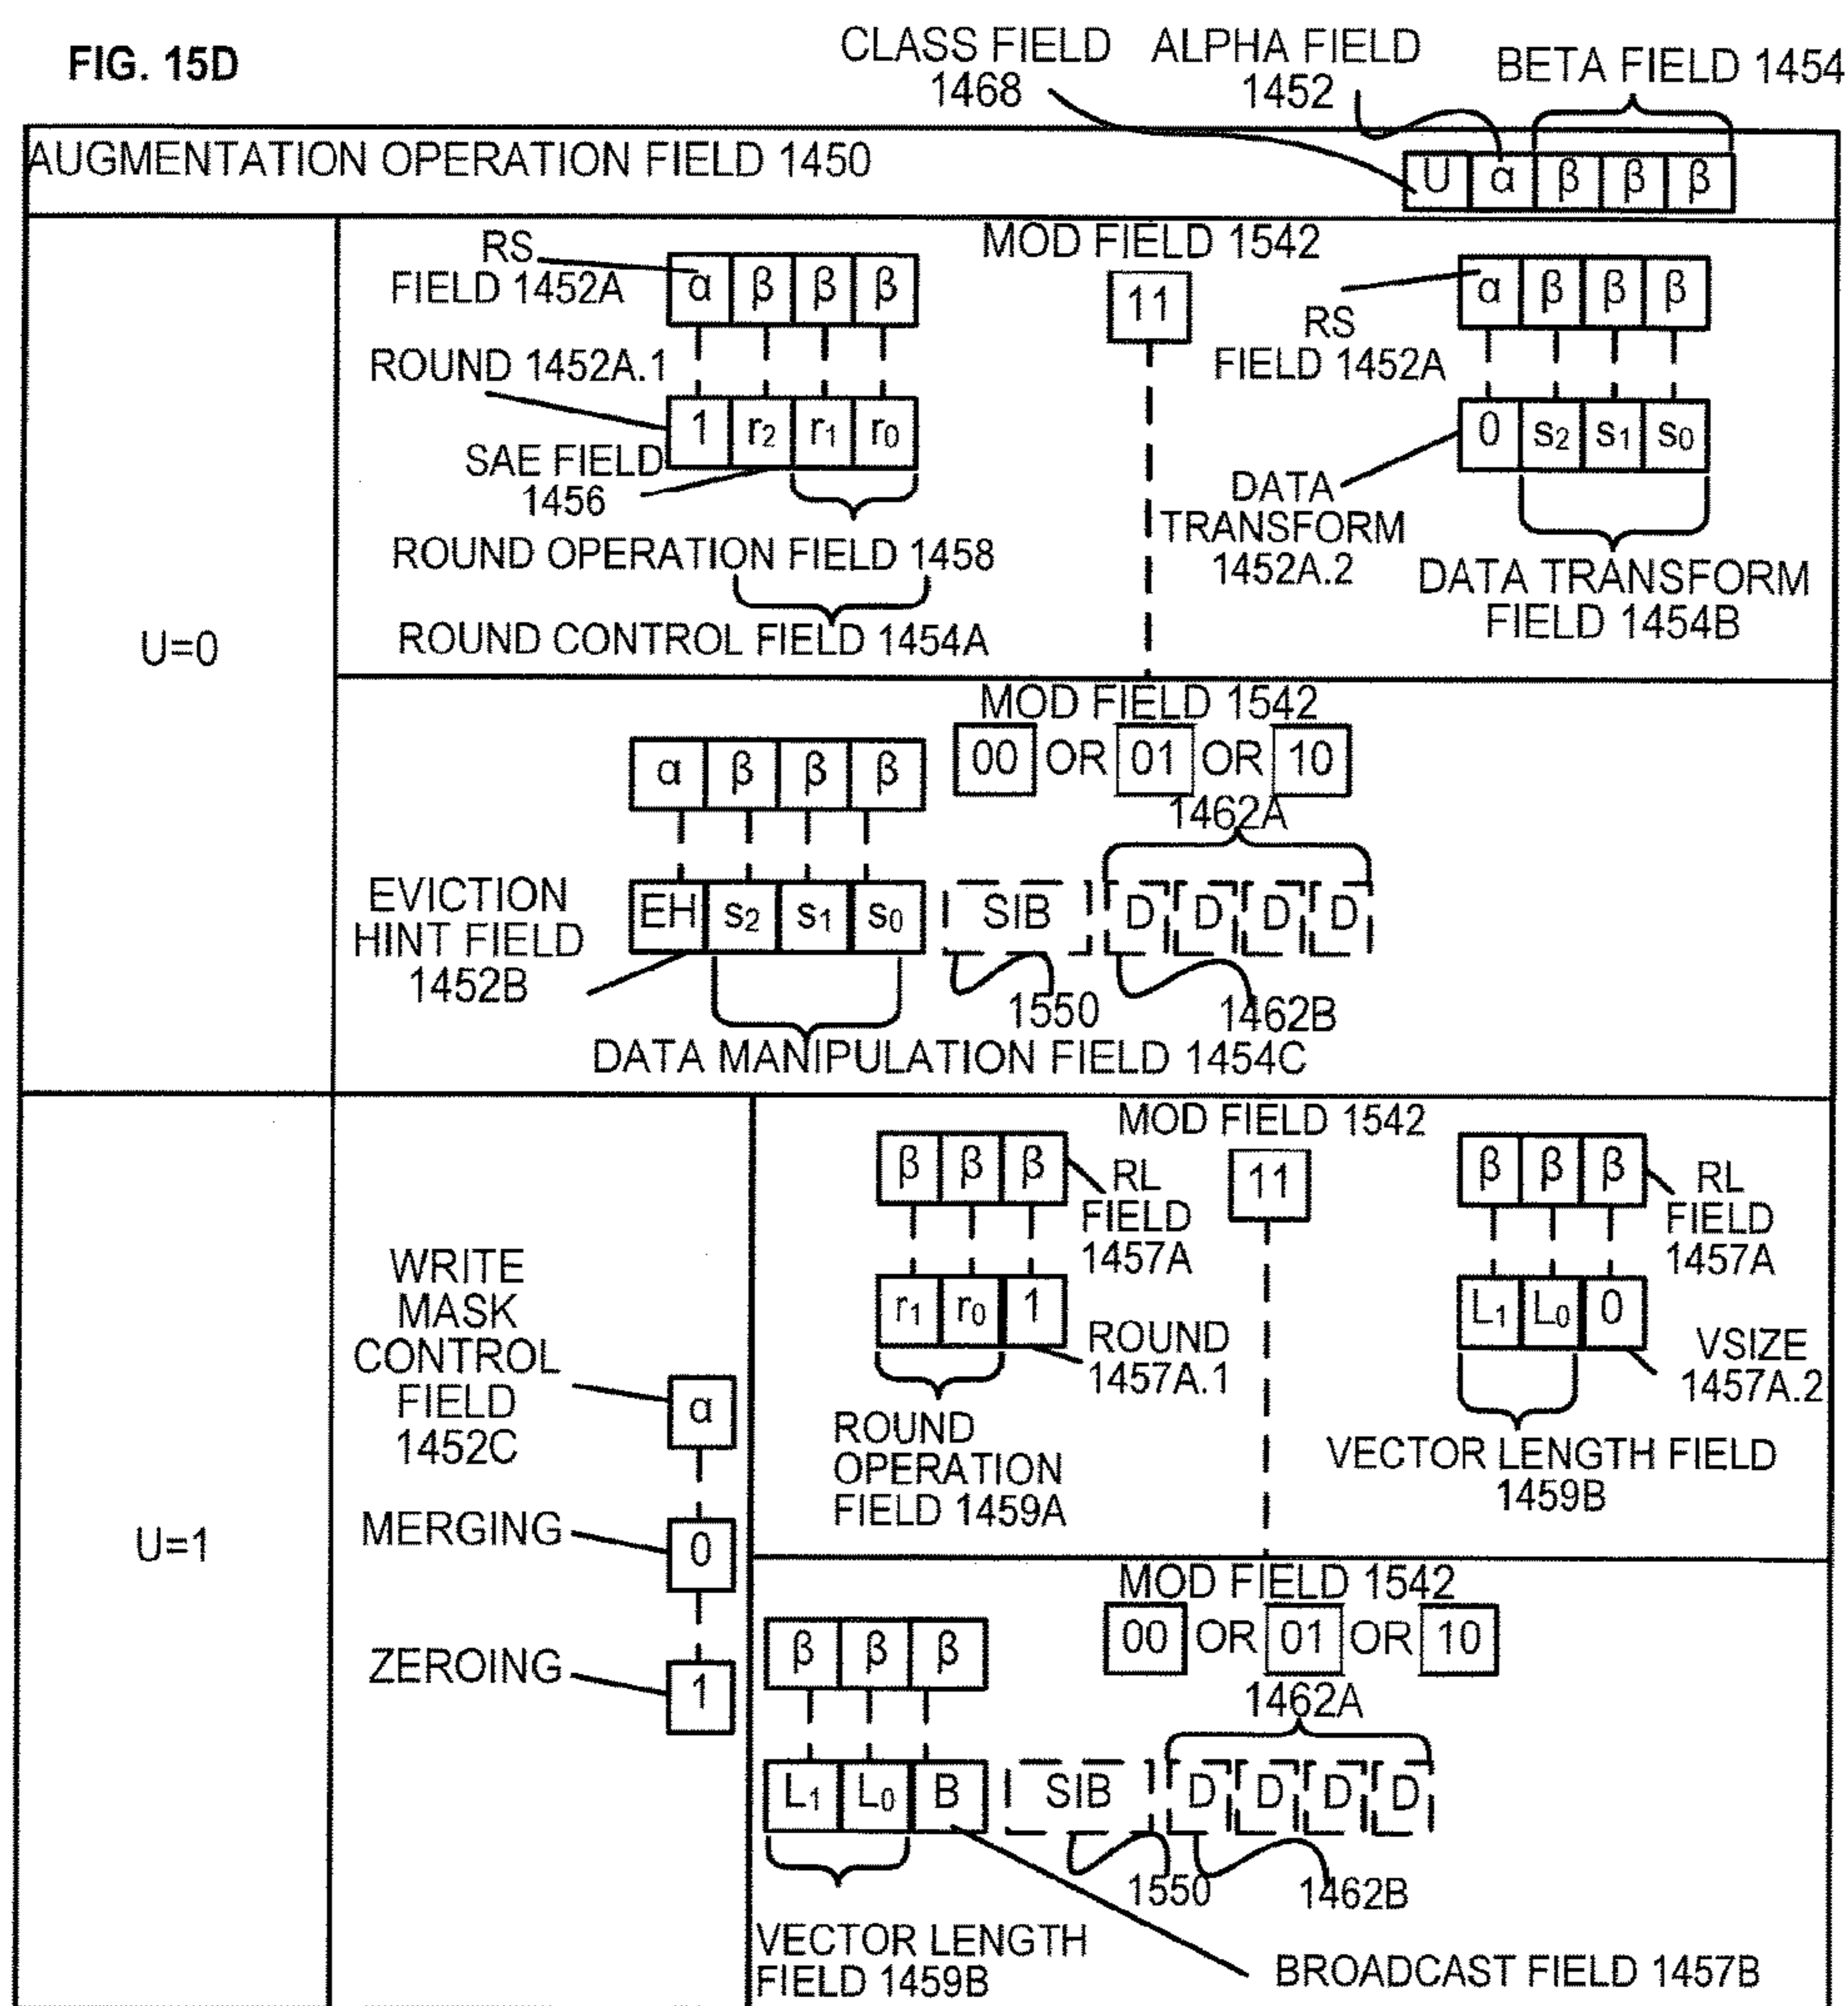 FIG. 15D
CLASS FIELD
1468
ALPHA FIELD
1452
BETA FIELD 1454
AUGMENTATION OPERATION FIELD 1450
U α β β β
U=0
MOD FIELD 1542
11
RS
FIELD 1452A
α β β β
ROUND 1452A.1
1 r2 r1 r0
SAE FIELD
1456
ROUND OPERATION FIELD 1458
ROUND CONTROL FIELD 1454A
α β β β
RS
FIELD 1452A
0 s2 s1 s0
DATA
TRANSFORM
1452A.2
DATA TRANSFORM
FIELD 1454B
MOD FIELD 1542
00 OR 01 OR 10
α β β β
1462A
EVICTION
HINT FIELD
1452B
EH s2 s1 s0 SIB D D D D
1550
1462B
DATA MANIPULATION FIELD 1454C
U=1
WRITE
MASK
CONTROL
FIELD
1452C
α
MERGING
0
ZEROING
1
MOD FIELD 1542
11
β β β
RL
FIELD
1457A
r1 r0 1
ROUND
1457A.1
ROUND
OPERATION
FIELD 1459A
β β β
RL
FIELD
1457A
L1 L0 0
VSIZE
1457A.2
VECTOR LENGTH FIELD
1459B
MOD FIELD 1542
00 OR 01 OR 10
β β β
1462A
L1 L0 B SIB D D D D
1550
1462B
VECTOR LENGTH
FIELD 1459B
BROADCAST FIELD 1457B